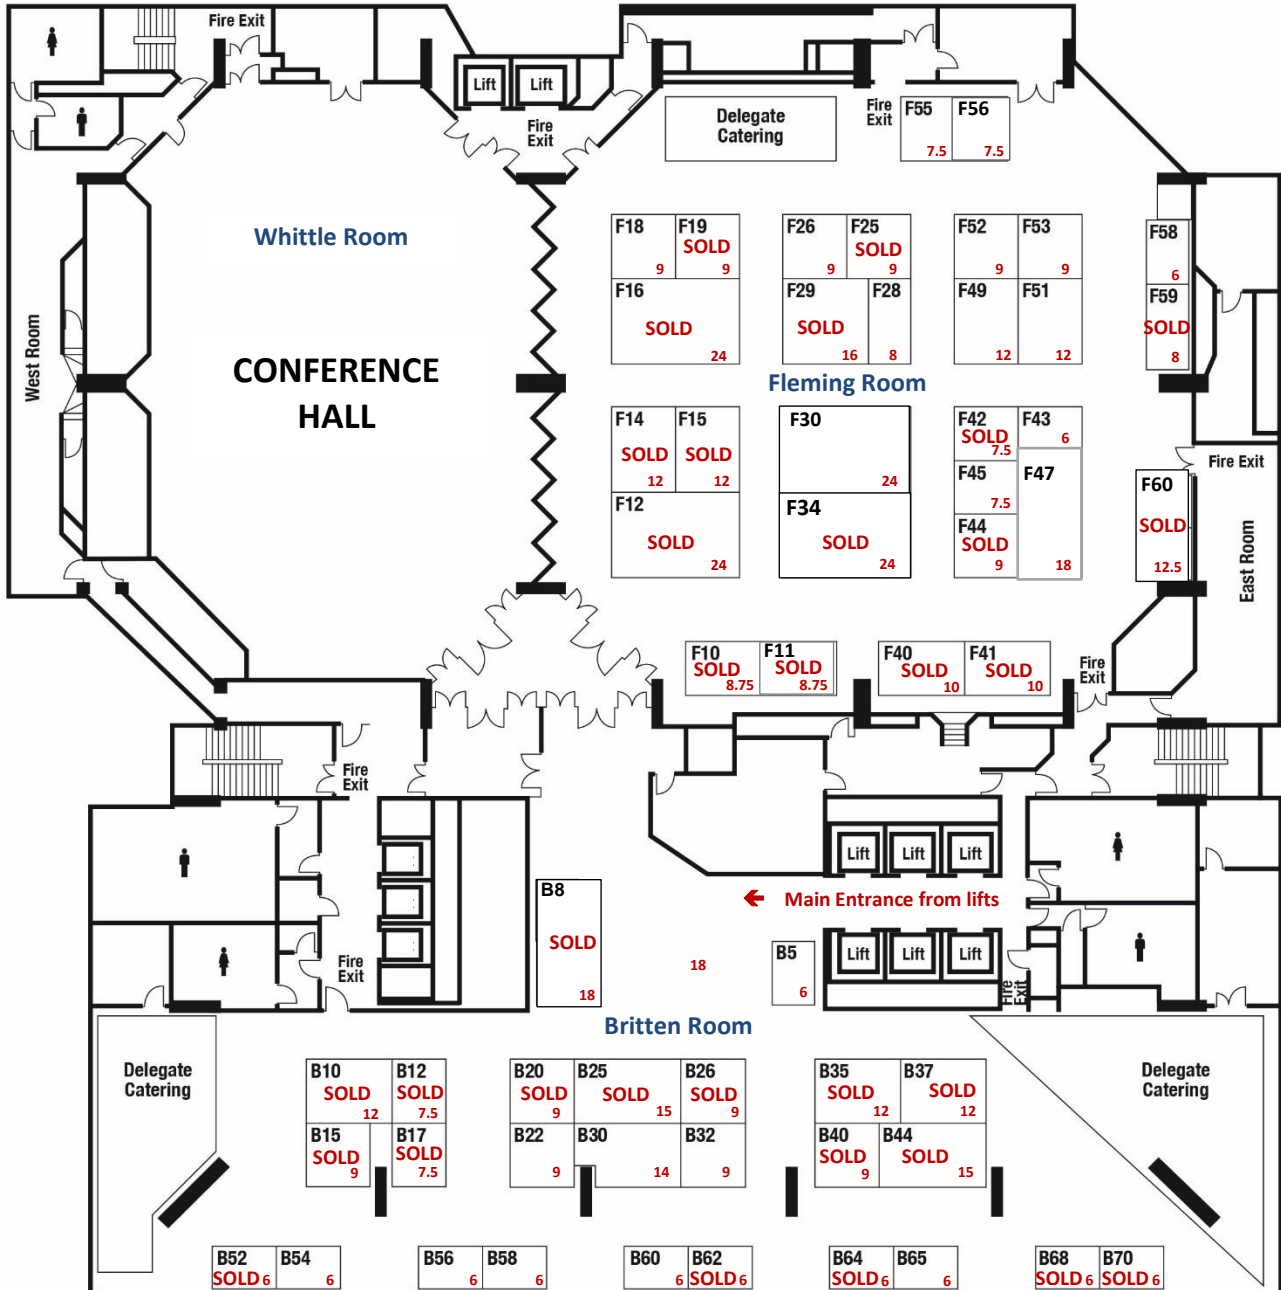 Fire Exit
Lift
Lift
Fire
Exit
Delegate
Catering
Fire
Exit
F55
7.5
F56
7.5
Whittle Room
CONFERENCE
HALL
West Room
F18
9
F19
SOLD
9
F16
SOLD
24
F26
9
F25
SOLD
9
F29
SOLD
16
F28
8
F52
9
F53
9
F49
12
F51
12
F58
6
F59
SOLD
8
Fleming Room
F14
SOLD
12
F15
SOLD
12
F12
SOLD
24
F30
24
F34
SOLD
24
F42
SOLD
7.5
F43
6
F45
7.5
F47
18
F44
SOLD
9
F60
SOLD
12.5
Fire Exit
East Room
F10
SOLD
8.75
F11
SOLD
8.75
F40
SOLD
10
F41
SOLD
10
Fire
Exit
Fire
Exit
Lift
Lift
Lift
Main Entrance from lifts
B8
SOLD
18
18
B5
6
Lift
Lift
Lift
Fire
Exit
Fire
Exit
Britten Room
Delegate
Catering
B10
SOLD
12
B12
SOLD
7.5
B15
SOLD
9
B17
SOLD
7.5
B20
SOLD
9
B25
SOLD
15
B26
SOLD
9
B22
9
B30
14
B32
9
B35
SOLD
12
B37
SOLD
12
B40
SOLD
9
B44
SOLD
15
Delegate
Catering
B52
SOLD 6
B54
6
B56
6
B58
6
B60
6
B62
SOLD 6
B64
SOLD 6
B65
6
B68
SOLD 6
B70
SOLD 6